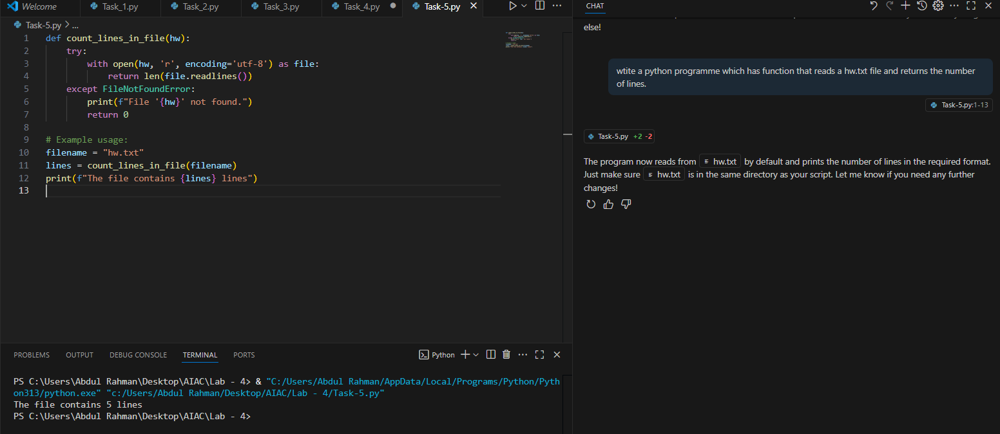 Welcome
Task_1.py
Task_2.py
Task_3.py
Task_4.py
Task-5.py
Task-5.py > ...
1 def count_lines_in_file(hw):
2 try:
3 with open(hw, 'r', encoding='utf-8') as file:
4 return len(file.readlines())
5 except FileNotFoundError:
6 print(f"File '{hw}' not found.")
7 return 0
8
9 # Example usage:
10 filename = "hw.txt"
11 lines = count_lines_in_file(filename)
12 print(f"The file contains {lines} lines")
13
PROBLEMS OUTPUT DEBUG CONSOLE TERMINAL PORTS
Python
PS C:\Users\Abdul Rahman\Desktop\AIAC\Lab - 4> & "C:/Users/Abdul Rahman/AppData/Local/Programs/Python/Pyth
on313/python.exe" "c:/Users/Abdul Rahman/Desktop/AIAC/Lab - 4/Task-5.py"
The file contains 5 lines
PS C:\Users\Abdul Rahman\Desktop\AIAC\Lab - 4>
CHAT
else!
wtite a python programme which has function that reads a hw.txt file and returns the number
of lines.
Task-5.py:1-13
Task-5.py +2 -2
The program now reads from hw.txt by default and prints the number of lines in the required format.
Just make sure hw.txt is in the same directory as your script. Let me know if you need any further
changes!